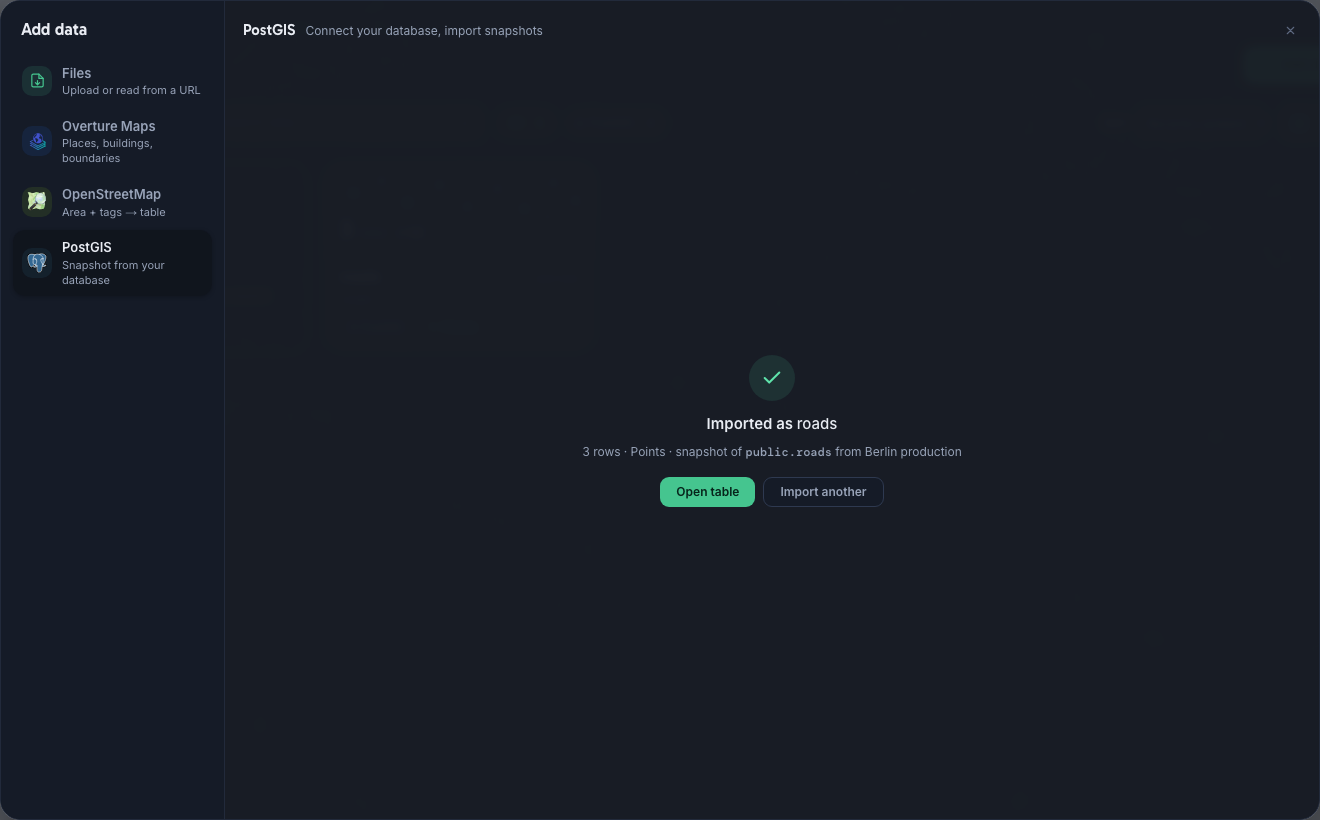 Add data
Files
Upload or read from a URL
Overture Maps
Places, buildings,
boundaries
OpenStreetMap
Area + tags → table
PostGIS
Snapshot from your
database
PostGIS Connect your database, import snapshots
×
Imported as roads
3 rows · Points · snapshot of public.roads from Berlin production
Open table
Import another